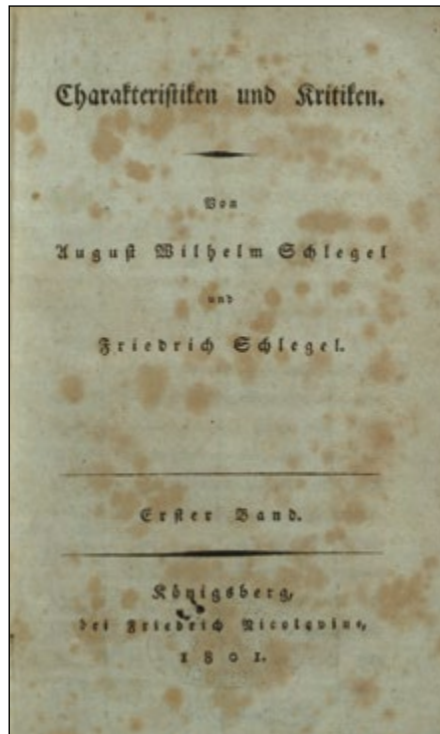 Charakteristiken und Kritiken.
Von
August Wilhelm Schlegel
und
Friedrich Schlegel.
Erster Band.
Königsberg,
bei Friedrich Nicolovius,
1801.